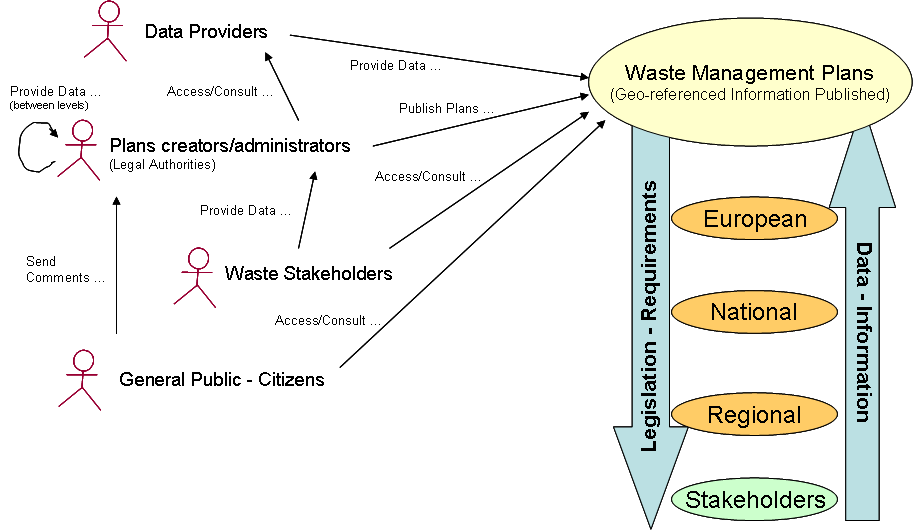 Data Providers
Provide Data ...
Waste Management Plans
(Geo-referenced Information Published)
Provide Data ...
(between levels)
Access/Consult ...
Publish Plans ...
Plans creators/administrators
(Legal Authorities)
Access/Consult ...
Provide Data ...
European
Send
Comments ...
Waste Stakeholders
Access/Consult ...
National
General Public - Citizens
Regional
Stakeholders
Legislation - Requirements
Data - Information